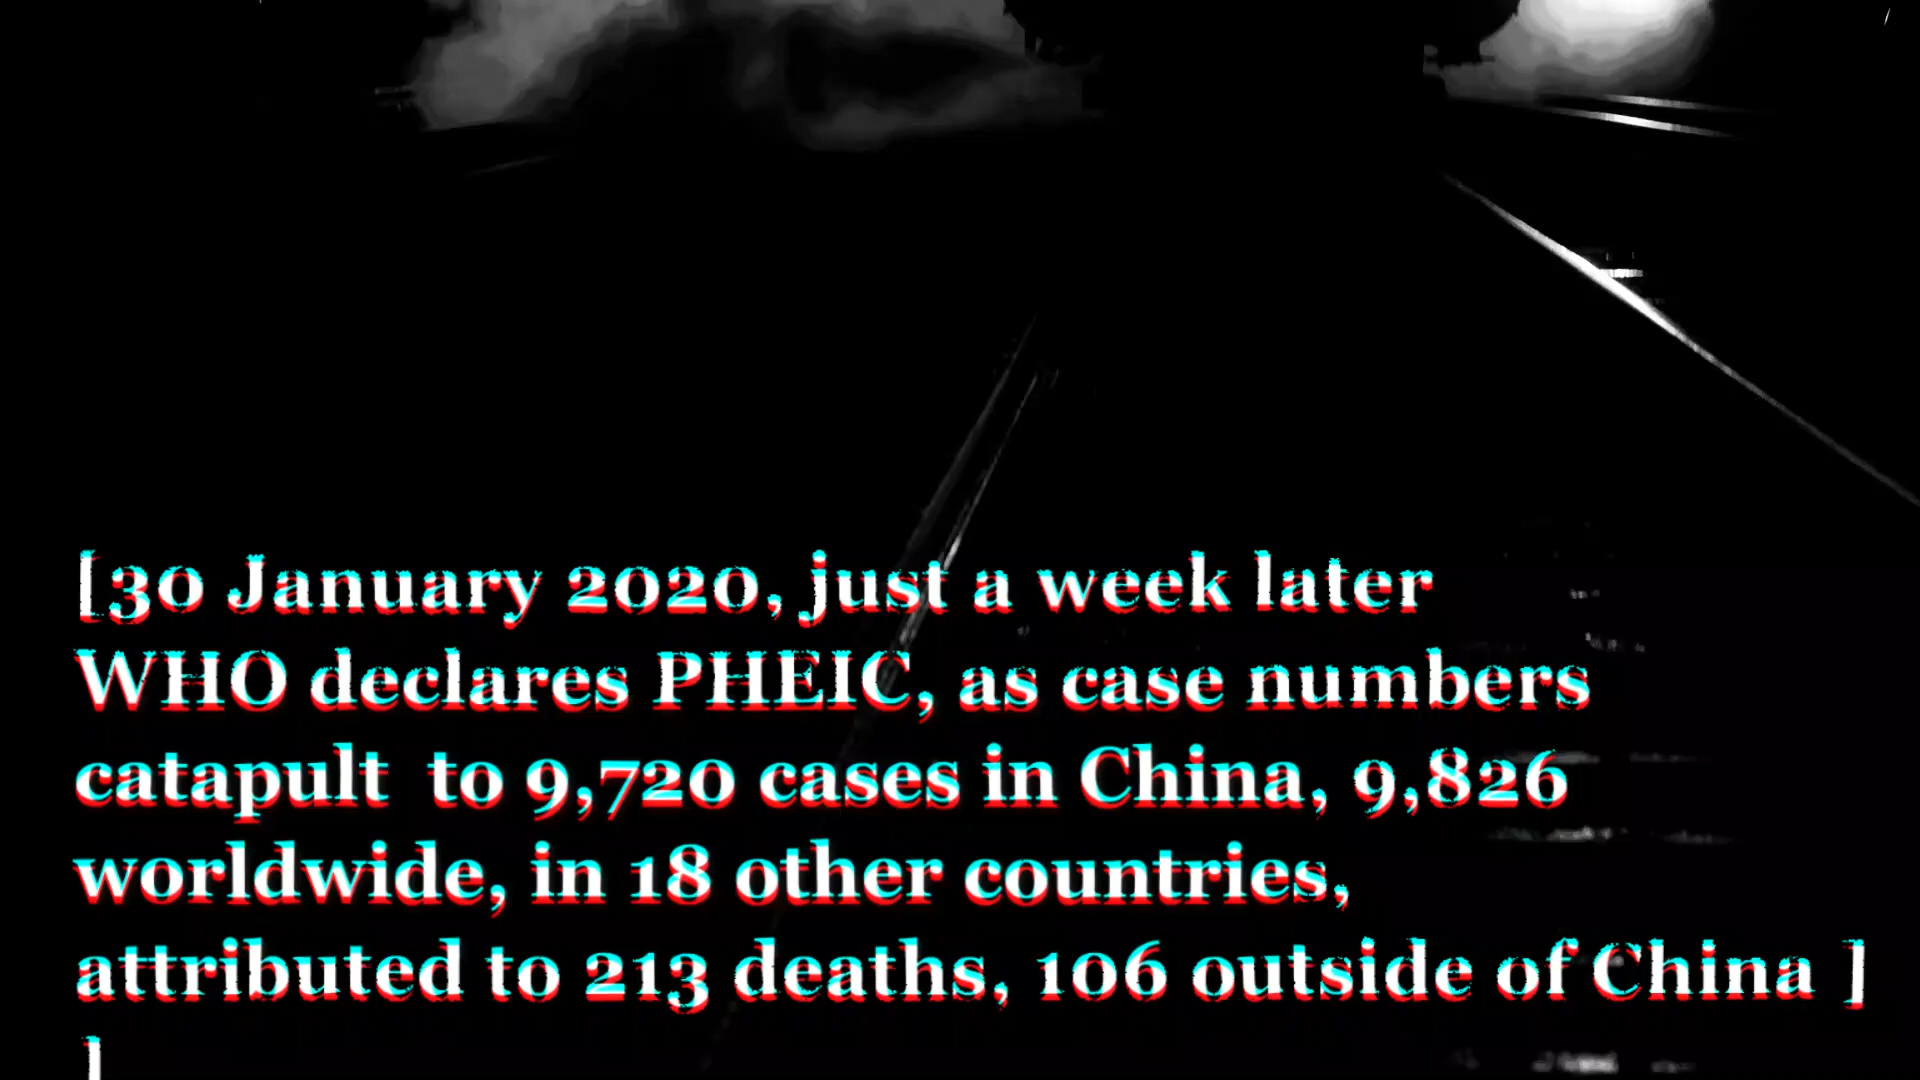 [30 January 2020, just a week later
WHO declares PHEIC, as case numbers
catapult  to 9,720 cases in China, 9,826
worldwide, in 18 other countries,
attributed to 213 deaths, 106 outside of China ]
]